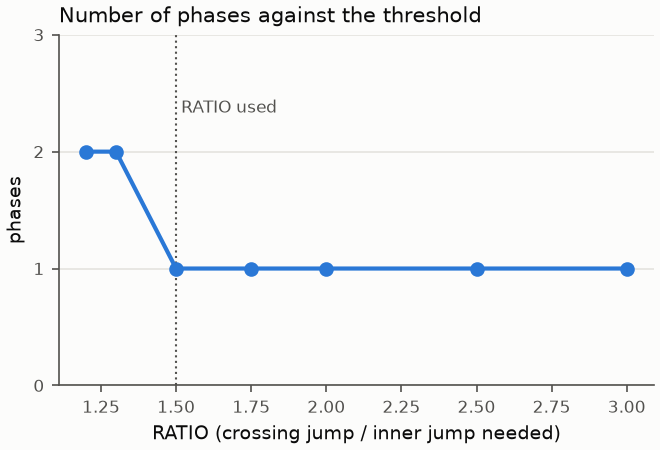 Number of phases against the threshold
3
RATIO used
2
phases
1
0
1.25 1.50 1.75 2.00 2.25 2.50 2.75 3.00
RATIO (crossing jump / inner jump needed)